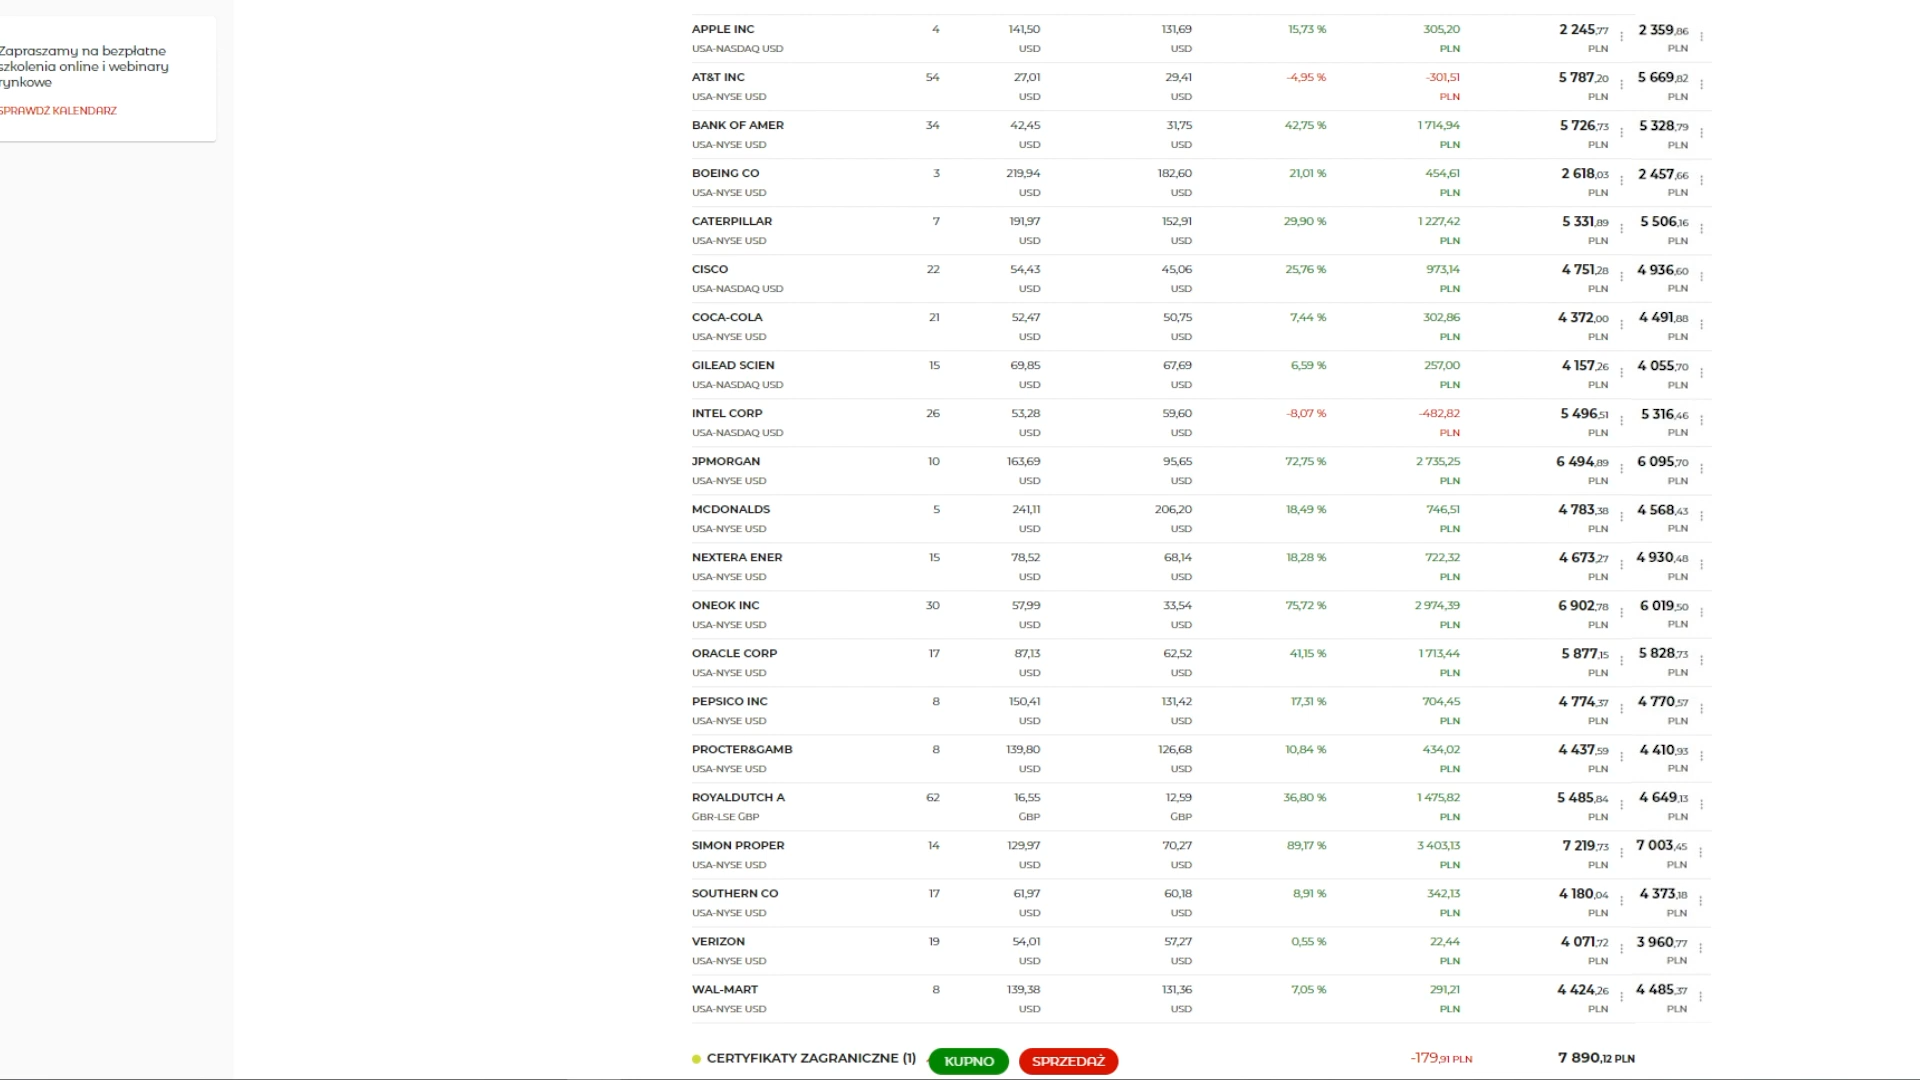 Zapraszamy na bezpłatne
szkolenia online i webinary
rynkowe
SPRAWDŹ KALENDARZ
APPLE INC 4 141,50 131,69 15,73 % 305,20 2 245,77 2 359,86
USA-NASDAQ USD USD USD PLN PLN PLN
AT&T INC 54 27,01 29,41 -4,95 % -301,51 5 787,20 5 669,82
USA-NYSE USD USD USD PLN PLN PLN
BANK OF AMER 34 42,45 31,75 42,75 % 1 714,94 5 726,73 5 328,79
USA-NYSE USD USD USD PLN PLN PLN
BOEING CO 3 219,94 182,60 21,01 % 454,61 2 618,03 2 457,66
USA-NYSE USD USD USD PLN PLN PLN
CATERPILLAR 7 191,97 152,91 29,90 % 1 227,42 5 331,89 5 506,16
USA-NYSE USD USD USD PLN PLN PLN
CISCO 22 54,43 45,06 25,76 % 973,14 4 751,28 4 936,60
USA-NASDAQ USD USD USD PLN PLN PLN
COCA-COLA 21 52,47 50,75 7,44 % 302,86 4 372,00 4 491,88
USA-NYSE USD USD USD PLN PLN PLN
GILEAD SCIEN 15 69,85 67,69 6,59 % 257,00 4 157,26 4 055,70
USA-NASDAQ USD USD USD PLN PLN PLN
INTEL CORP 26 53,28 59,60 -8,07 % -482,82 5 496,51 5 316,46
USA-NASDAQ USD USD USD PLN PLN PLN
JPMORGAN 10 163,69 95,65 72,75 % 2 735,25 6 494,89 6 095,70
USA-NYSE USD USD USD PLN PLN PLN
MCDONALDS 5 241,11 206,20 18,49 % 746,51 4 783,38 4 568,43
USA-NYSE USD USD USD PLN PLN PLN
NEXTERA ENER 15 78,52 68,14 18,28 % 722,32 4 673,27 4 930,48
USA-NYSE USD USD USD PLN PLN PLN
ONEOK INC 30 57,99 33,54 75,72 % 2 974,39 6 902,78 6 019,50
USA-NYSE USD USD USD PLN PLN PLN
ORACLE CORP 17 87,13 62,52 41,15 % 1 713,44 5 877,15 5 828,73
USA-NYSE USD USD USD PLN PLN PLN
PEPSICO INC 8 150,41 131,42 17,31 % 704,45 4 774,37 4 770,57
USA-NYSE USD USD USD PLN PLN PLN
PROCTER&GAMB 8 139,80 126,68 10,84 % 434,02 4 437,59 4 410,93
USA-NYSE USD USD USD PLN PLN PLN
ROYALDUTCH A 62 16,55 12,59 36,80 % 1 475,82 5 485,84 4 649,13
GBR-LSE GBP GBP GBP PLN PLN PLN
SIMON PROPER 14 129,97 70,27 89,17 % 3 403,13 7 219,73 7 003,45
USA-NYSE USD USD USD PLN PLN PLN
SOUTHERN CO 17 61,97 60,18 8,91 % 342,13 4 180,04 4 373,18
USA-NYSE USD USD USD PLN PLN PLN
VERIZON 19 54,01 57,27 0,55 % 22,44 4 071,72 3 960,77
USA-NYSE USD USD USD PLN PLN PLN
WAL-MART 8 139,38 131,36 7,05 % 291,21 4 424,26 4 485,37
USA-NYSE USD USD USD PLN PLN PLN
CERTYFIKATY ZAGRANICZNE (1) KUPNO SPRZEDAŻ -179,91 PLN 7 890,12 PLN